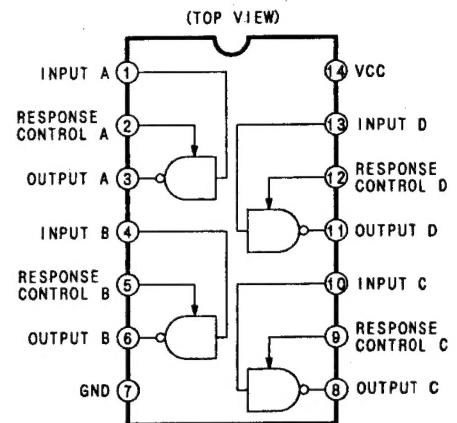 (TOP VIEW)
INPUT A 1
RESPONSE
CONTROL A 2
OUTPUT A 3
INPUT B 4
RESPONSE
CONTROL B 5
OUTPUT B 6
GND 7
14 VCC
13 INPUT D
12 RESPONSE
CONTROL D
11 OUTPUT D
10 INPUT C
9 RESPONSE
CONTROL C
8 OUTPUT C